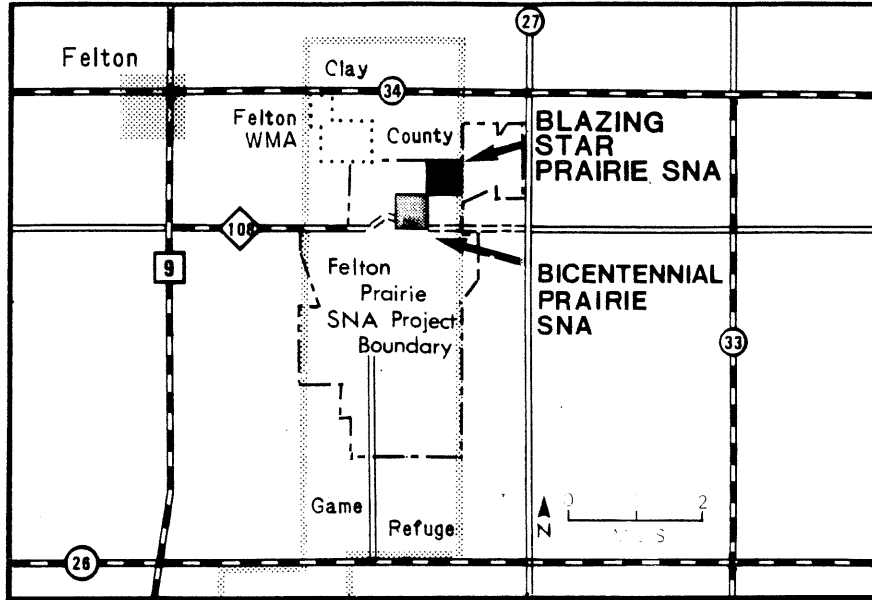 27
Felton
Clay
34
Felton
WMA
County
BLAZING
STAR
PRAIRIE SNA
108
9
Felton
Prairie
SNA Project
Boundary
BICENTENNIAL
PRAIRIE
SNA
33
Game
Refuge
N
0
2
26